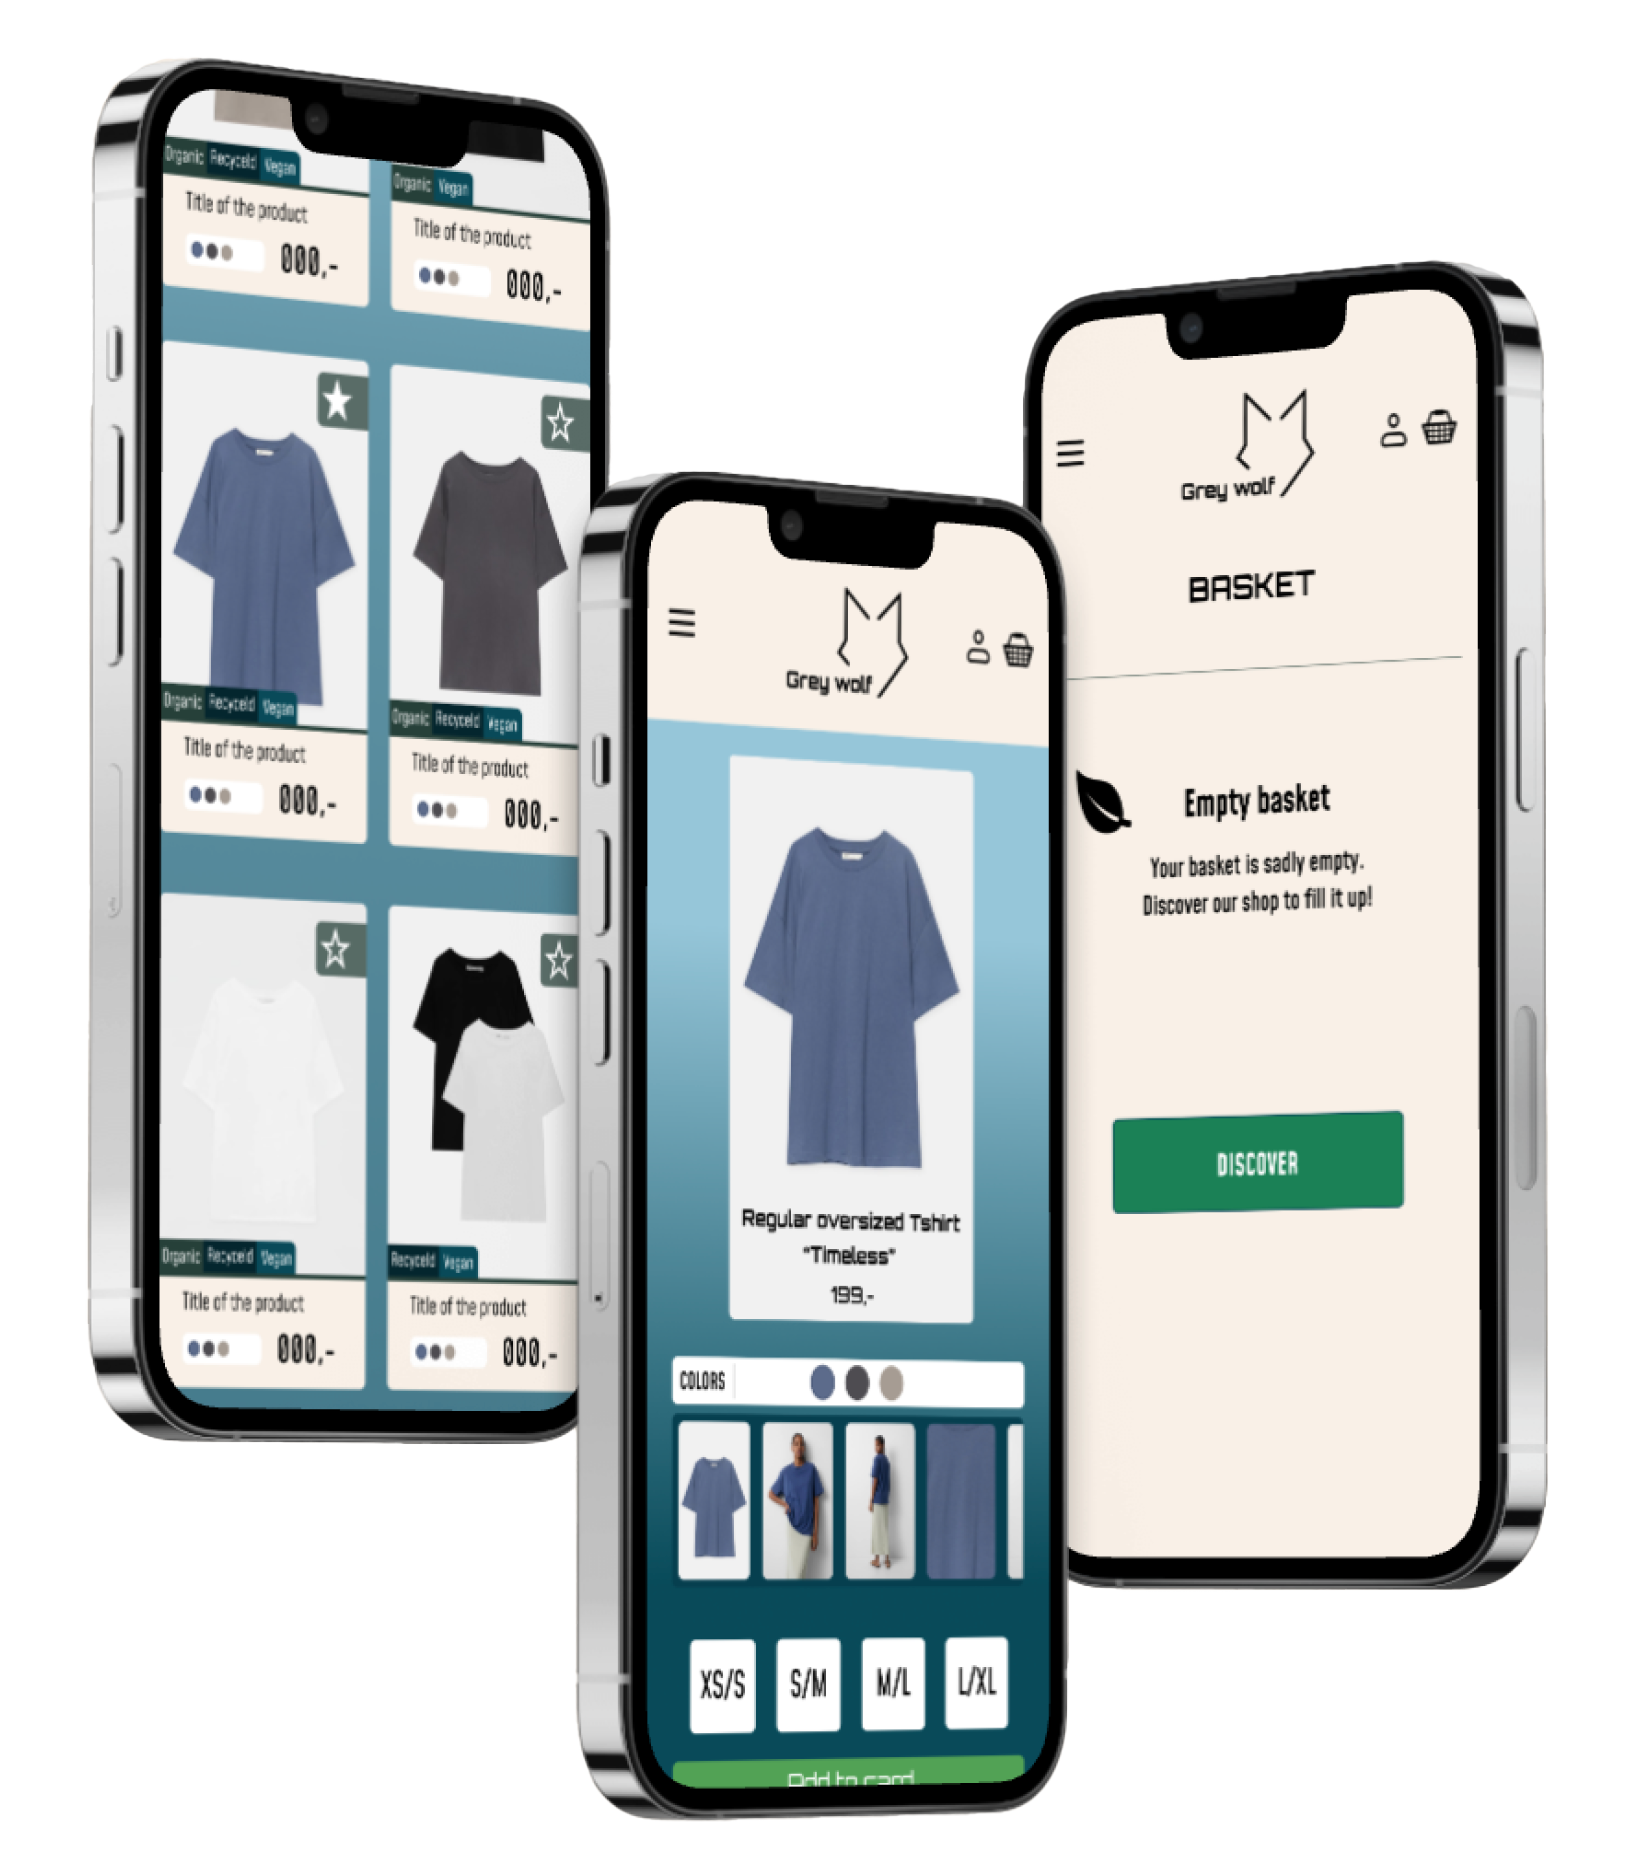 Organic Recyceld Vegan
Title of the product
000,-
Organic Vegan
Title of the product
000,-
Organic Recyceld Vegan
Title of the product
000,-
Organic Recyceld Vegan
Title of the product
000,-
Organic Recyceld Vegan
Title of the product
000,-
Recyceld Vegan
Title of the product
000,-
Grey wolf
Regular oversized Tshirt
"Timeless"
199,-
COLORS
XS/S
S/M
M/L
L/XL
Add to card
Grey wolf
BASKET
Empty basket
Your basket is sadly empty.
Discover our shop to fill it up!
DISCOVER